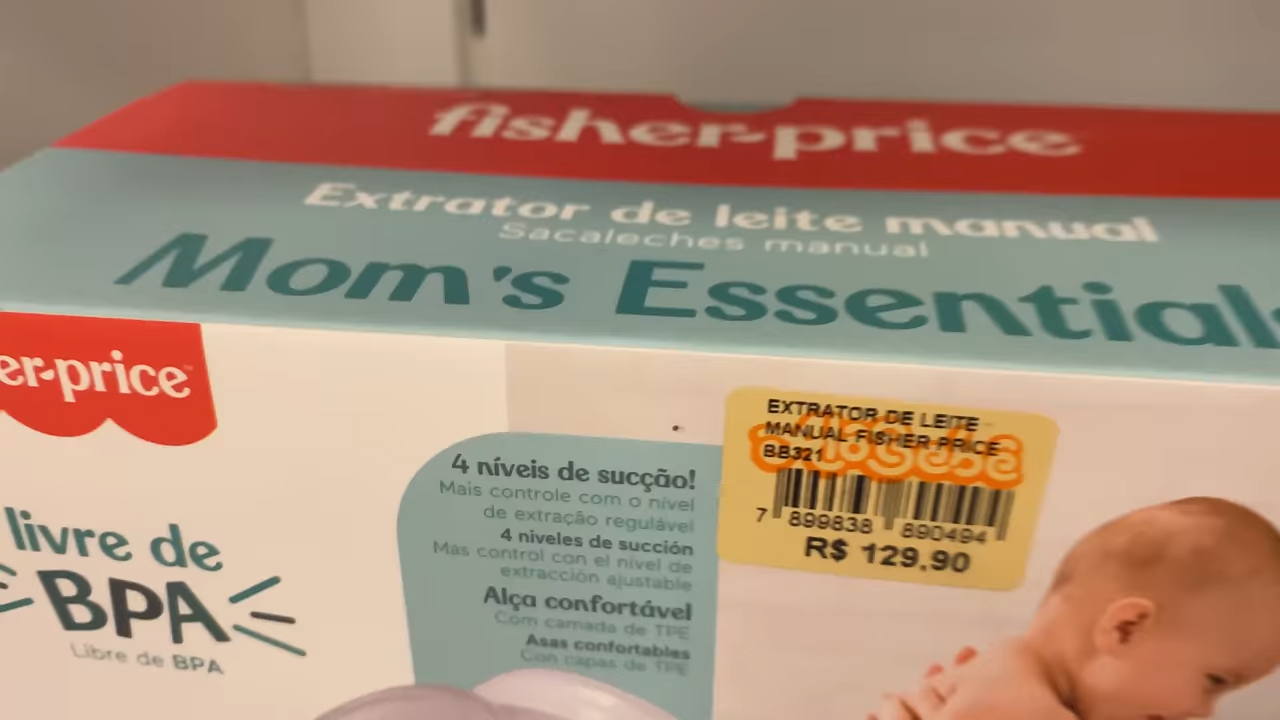 fisher-price
Extrator de leite manual
Sacaleches manual
Mom's Essentials
er-price
livre de
BPA
Libre de BPA
4 níveis de sucção!
Mais controle com o nível
de extração regulável
4 niveles de succión
Mas control con el nivel de
extracción ajustable
Alça confortável
Com camada de TPE
Asas confortables
Con capas de TPE
EXTRATOR DE LEITE
MANUAL FISHER-PRICE
BB321
7 899838 890494
R$ 129,90